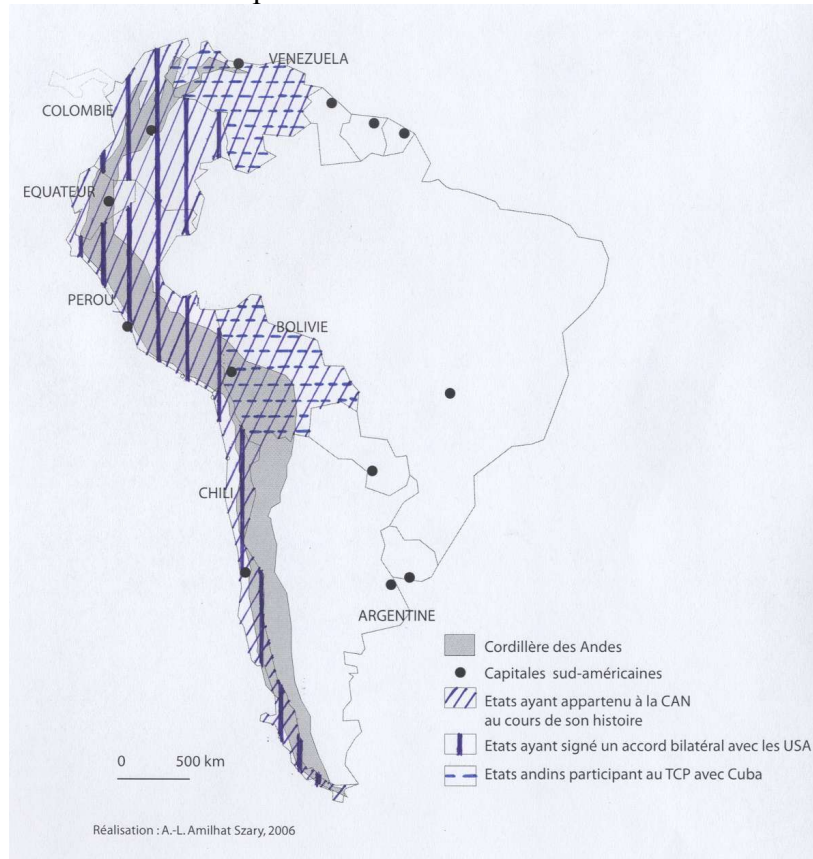 VENEZUELA
COLOMBIE
EQUATEUR
PEROU
BOLIVIE
CHILI
ARGENTINE
Cordillère des Andes
Capitales sud-américaines
Etats ayant appartenu à la CAN
au cours de son histoire
Etats ayant signé un accord bilatéral avec les USA
Etats andins participant au TCP avec Cuba
0 500 km
Réalisation : A.-L. Amilhat Szary, 2006